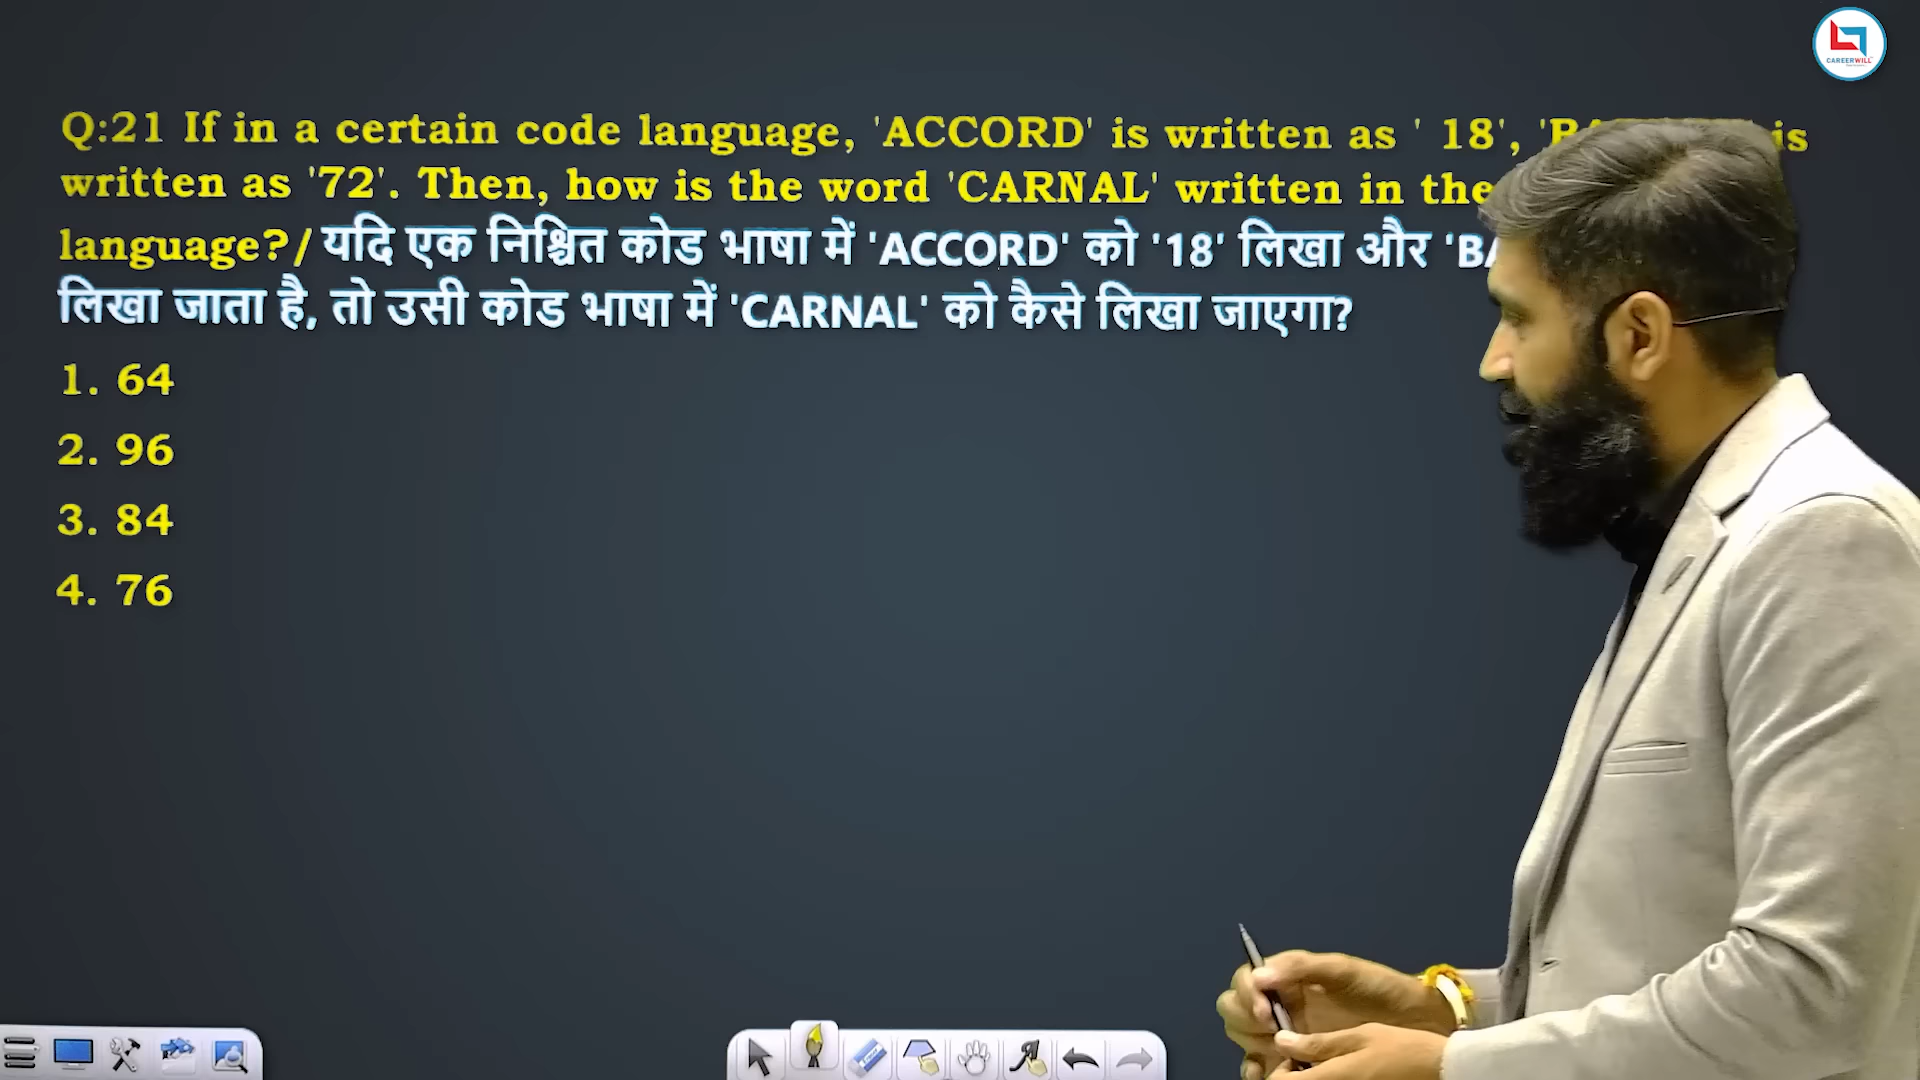 CAREERWILL
Q:21 If in a certain code language, 'ACCORD' is written as ' 18', is
written as '72'. Then, how is the word 'CARNAL' written in the
language?/ यदि एक निश्चित कोड भाषा में 'ACCORD' को '18' लिखा और
लिखा जाता है, तो उसी कोड भाषा में 'CARNAL' को कैसे लिखा जाएगा?
1. 64
2. 96
3. 84
4. 76